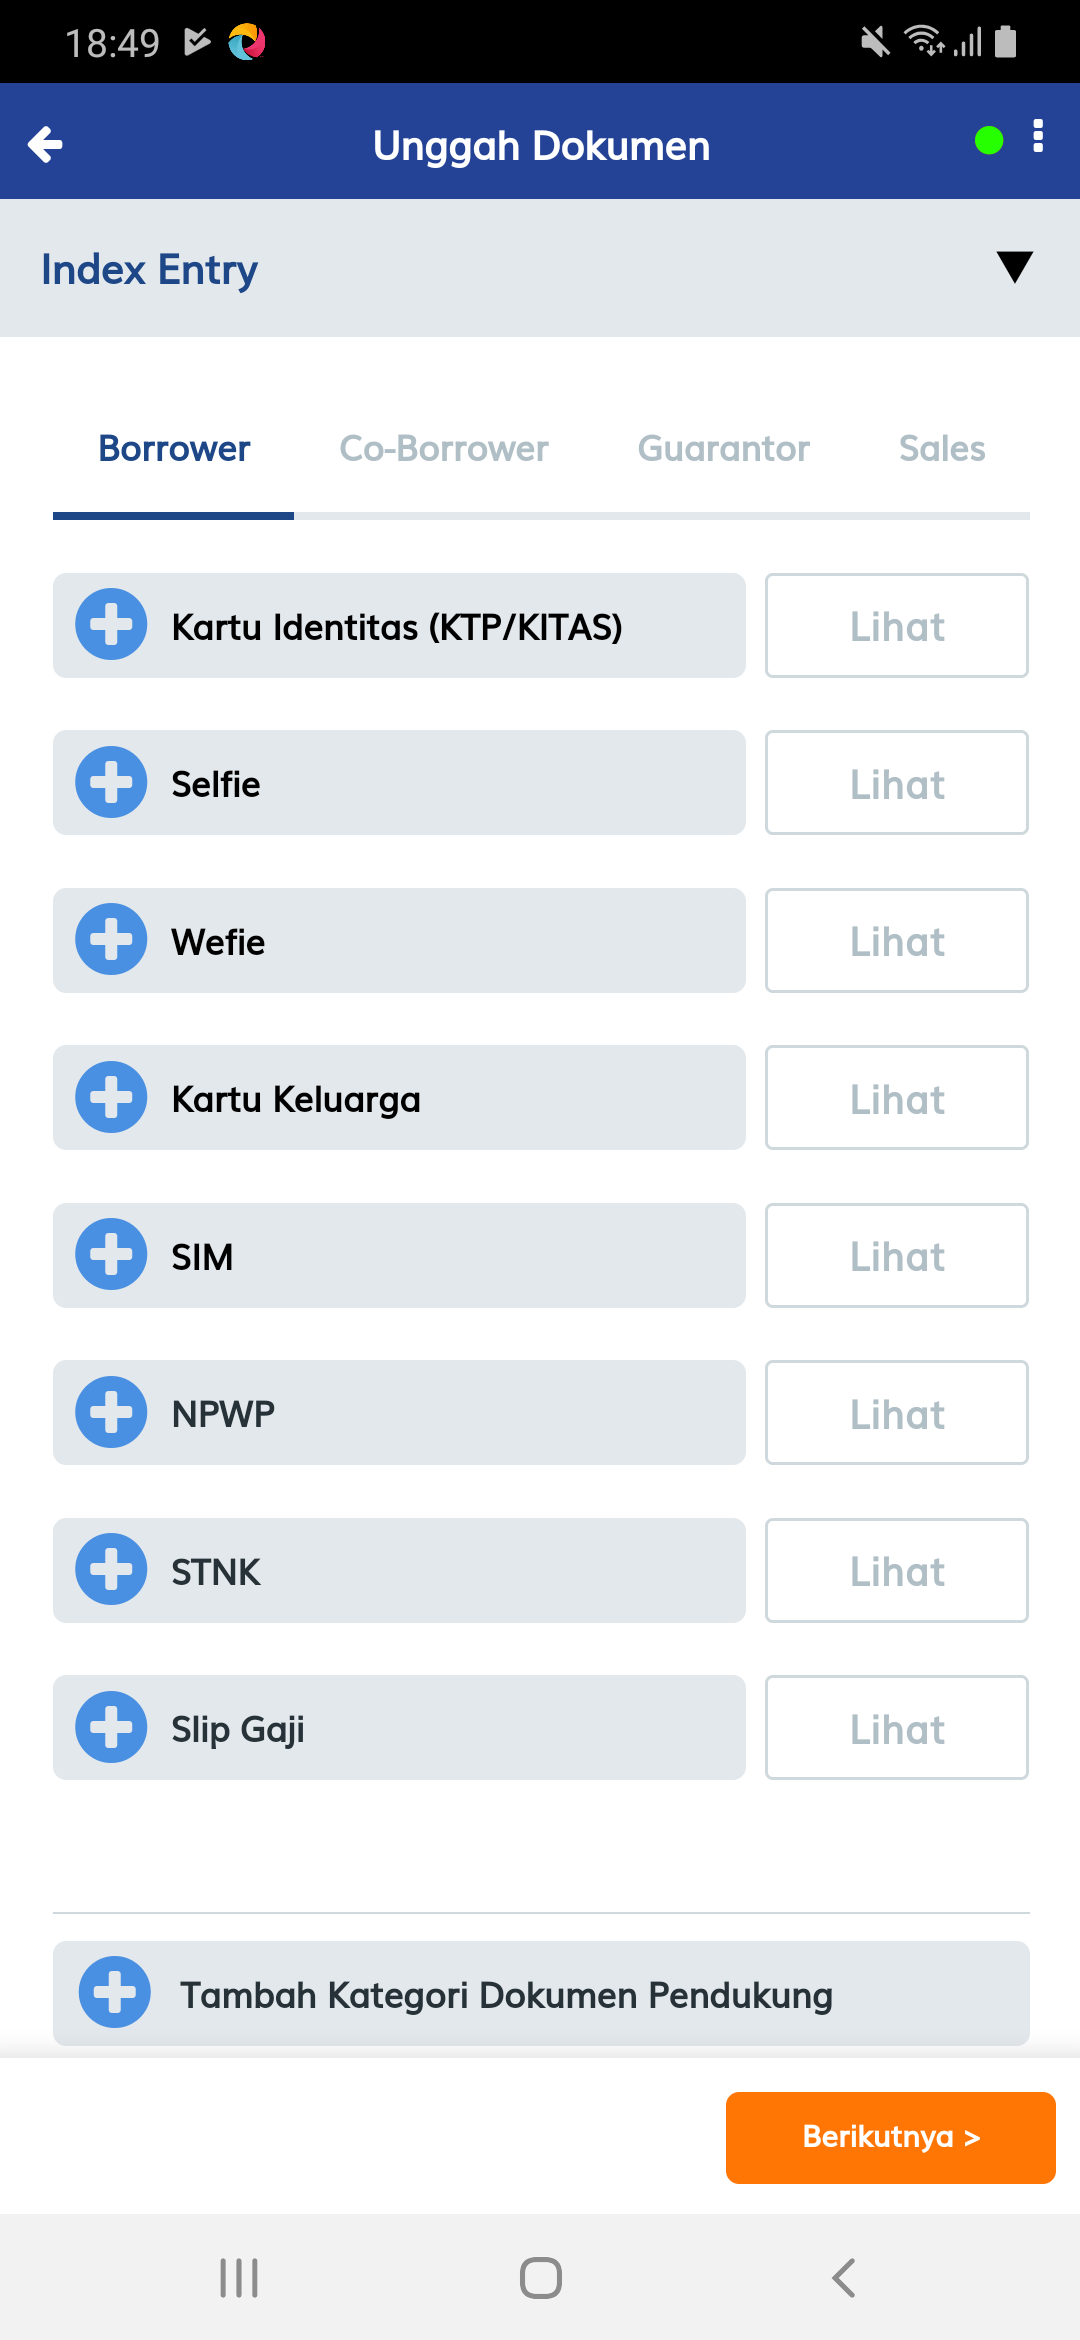 18:49
Unggah Dokumen
Index Entry
Borrower Co-Borrower Guarantor Sales
Kartu Identitas (KTP/KITAS) Lihat
Selfie Lihat
Wefie Lihat
Kartu Keluarga Lihat
SIM Lihat
NPWP Lihat
STNK Lihat
Slip Gaji Lihat
Tambah Kategori Dokumen Pendukung
Berikutnya >